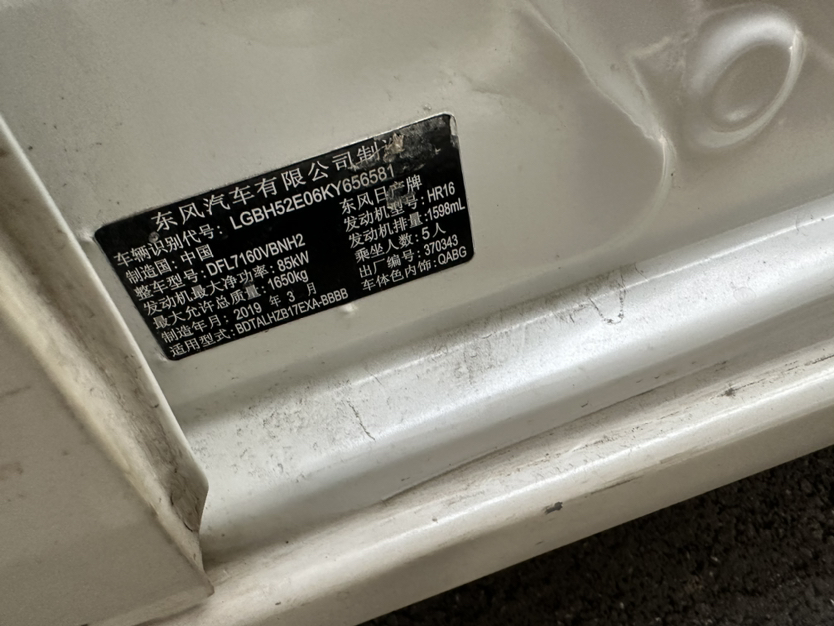 东风汽车有限公司制造
车辆识别代号: LGBH52E06KY656581
制造国: 中国 东风日产牌
整车型号: DFL7160VBNH2 发动机型号: HR16
发动机最大净功率: 85kW 发动机排量: 1598mL
最大允许总质量: 1650kg 乘坐人数: 5人
制造年月: 2019 年 3 月 出厂编号: 370343
适用型式: BDTALHZB17EXA-BBBB 车体色内饰: QABG